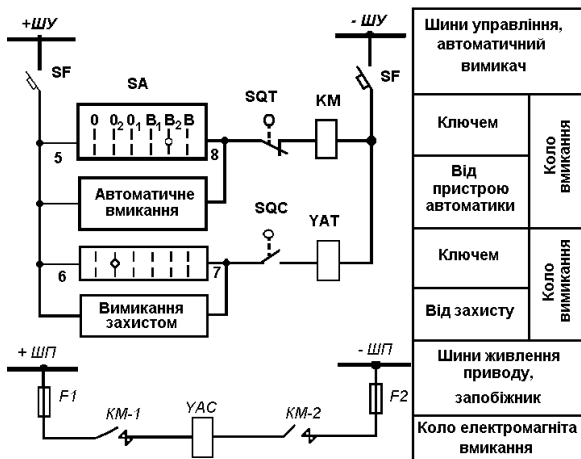 +ШУ
- ШУ
SF
SA
SQT
KM
SF
0 0₂ 0₁ В₁ В₂ В
5
8
Автоматичне
вмикання
SQC
YAT
6
7
Вимикання
захистом
+ ШП
- ШП
F1
КМ-1
YAC
КМ-2
F2
Шини управління,
автоматичний
вимикач
Ключем
Від
пристрою
автоматики
Коло
вмикання
Ключем
Від захисту
Коло
вимикання
Шини живлення
приводу,
запобіжник
Коло електромагніта
вмикання